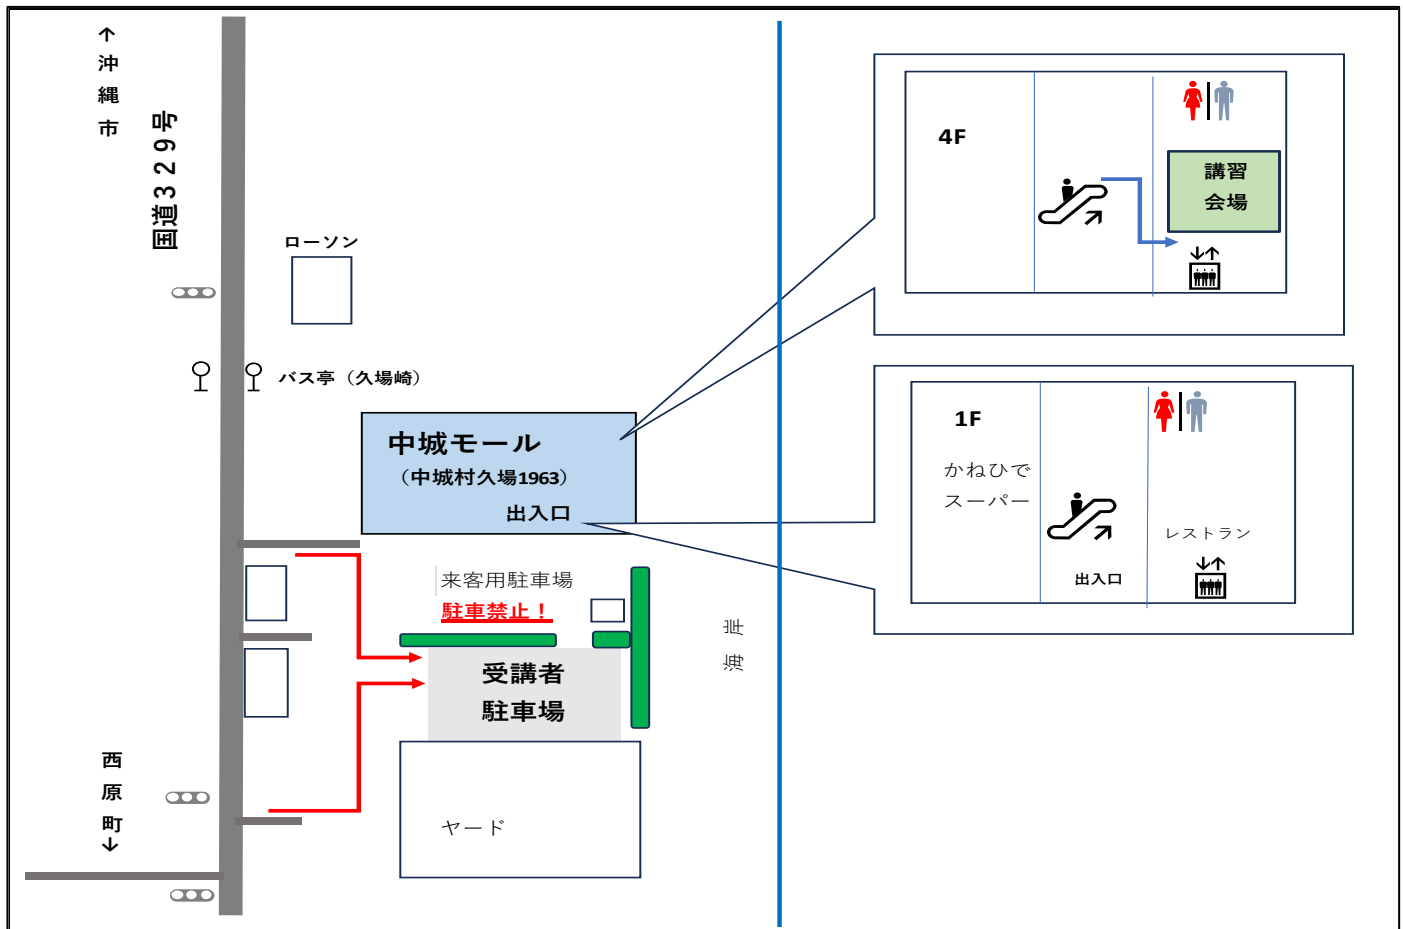 ↑沖縄市
国道３２９号
ローソン
バス亭（久場崎）
中城モール
（中城村久場1963）
出入口
来客用駐車場
駐車禁止！
受講者
駐車場
ヤード
西原町↓
海岸
4F
講習
会場
1F
かねひで
スーパー
出入口
レストラン